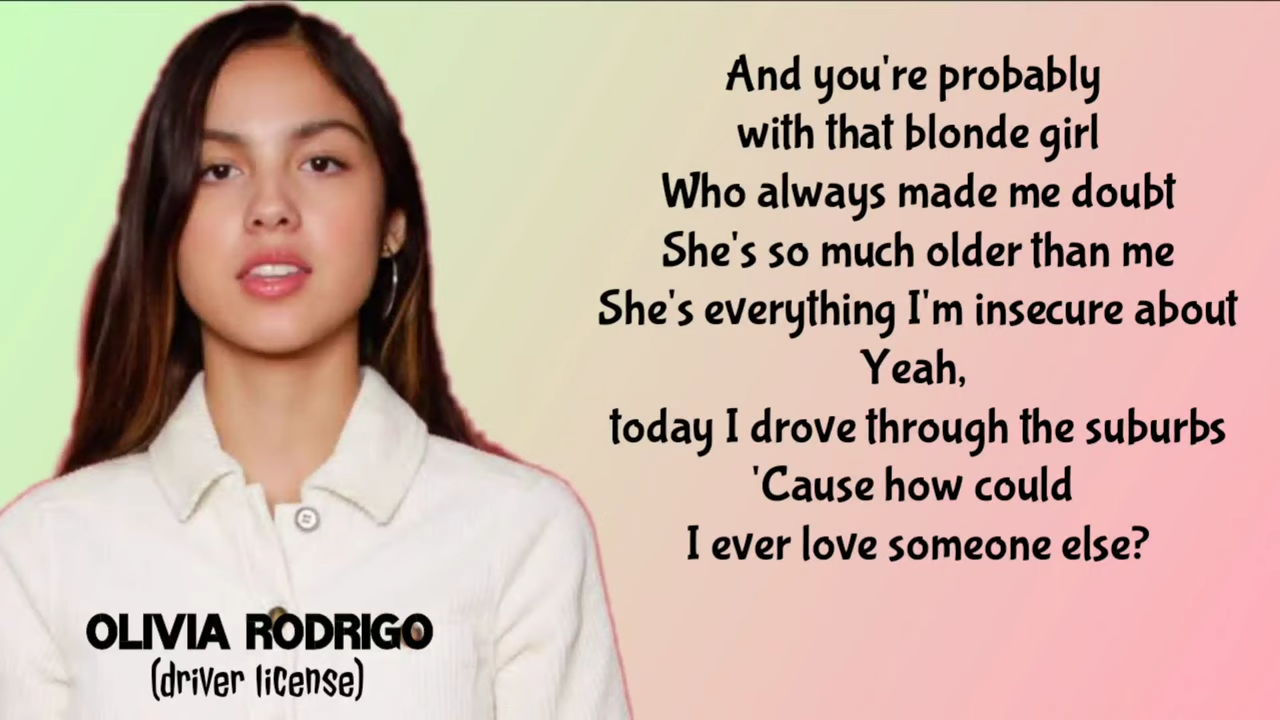 And you're probably
with that blonde girl
Who always made me doubt
She's so much older than me
She's everything I'm insecure about
Yeah,
today I drove through the suburbs
'Cause how could
I ever love someone else?
OLIVIA RODRIGO
(driver license)